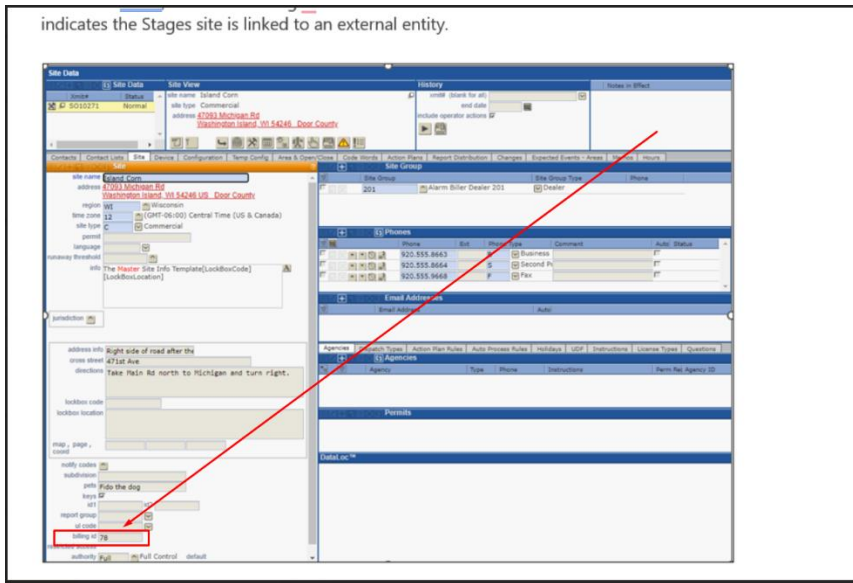 indicates the Stages site is linked to an external entity.
Site Data
Site Data
Site View
History
Notes in Effect
Xmit# Status
SO10271 Normal
site name Island Corn
site type Commercial
address 47093 Michigan Rd
Washington Island, WI 54246 Door County
xmit# (blank for all)
end date
include operator actions
Contacts Contact Lists Site Device Configuration Temp Config Area & Open/Close Code Words Action Plans Report Distribution Changes Expected Events - Areas Hours
Site
site name Island Corn
address 47093 Michigan Rd
Washington Island, WI 54246 US Door County
region WI Wisconsin
time zone 12 (GMT-06:00) Central Time (US & Canada)
site type C Commercial
permit
language
runaway threshold
info The Master Site Info Template[LockBoxCode]
[LockBoxLocation]
jurisdiction
address info Right side of road after the
cross street 471st Ave
directions Take Main Rd north to Michigan and turn right.
lockbox code
lockbox location
map, page,
coord
notify codes
subdivision
pets Fido the dog
keys
id1
report group
ul code
billing id 78
authority Full Full Control default
Site Group
Site Group Site Group Type Phone
201 Alarm Biller Dealer 201 Dealer
Phones
Phone Ext Phone Type Comment Auto Status
920.555.8663 Business
920.555.8664 S Second
920.555.9668 F Fax
Email Addresses
Email Address Auto
Agencies Dispatch Types Action Plan Rules Auto Process Rules Holidays UDF Instructions License Types Questions
Agencies
Agency Type Phone Instructions Perm Agency ID
Permits
DataLoc™